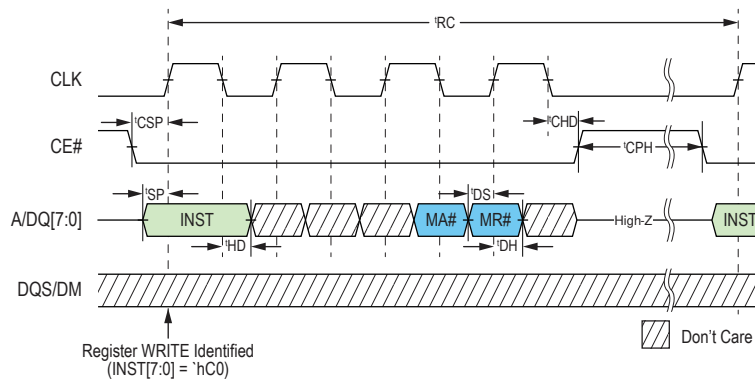 tRC
CLK
tCSP
tCHD
CE#
tCPH
tSP
tDS
A/DQ[7:0]
INST
MA#
MR#
High-Z
INST
tHD
tDH
DQS/DM
Register WRITE Identified
(INST[7:0] = `hC0)
Don't Care